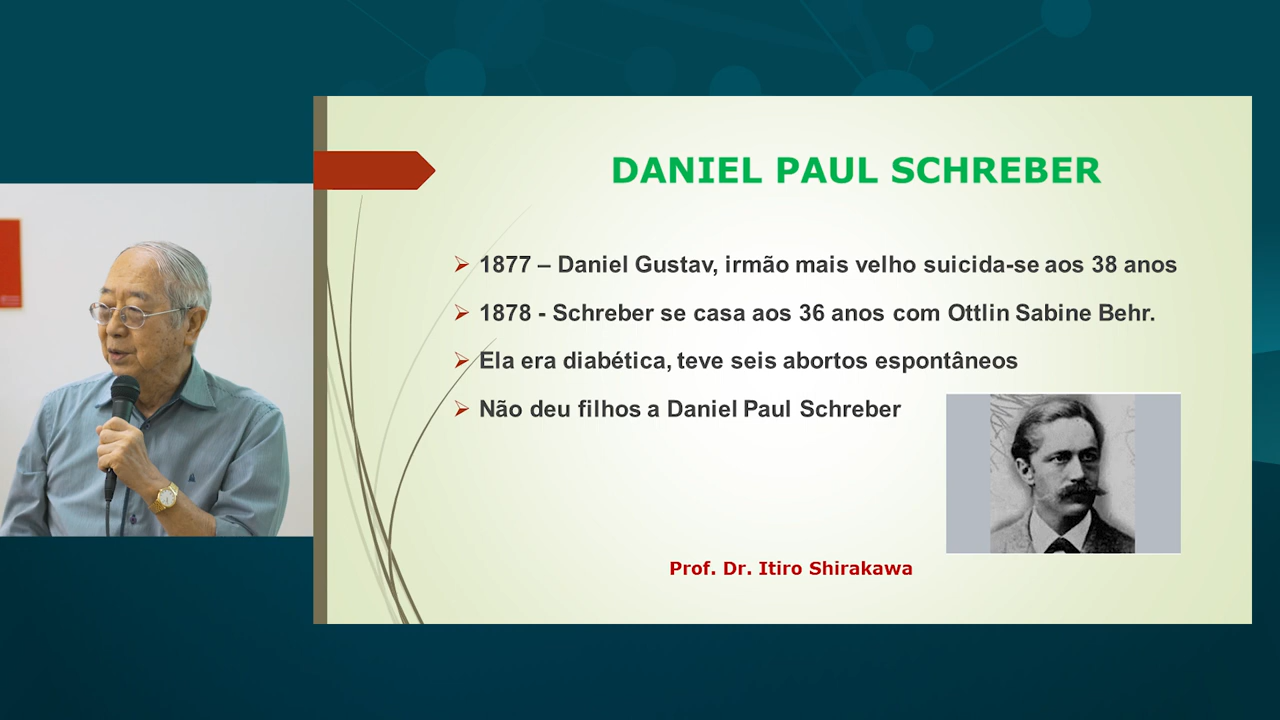 DANIEL PAUL SCHREBER
1877 – Daniel Gustav, irmão mais velho suicida-se aos 38 anos
1878 - Schreber se casa aos 36 anos com Ottlin Sabine Behr.
Ela era diabética, teve seis abortos espontâneos
Não deu filhos a Daniel Paul Schreber
Prof. Dr. Itiro Shirakawa